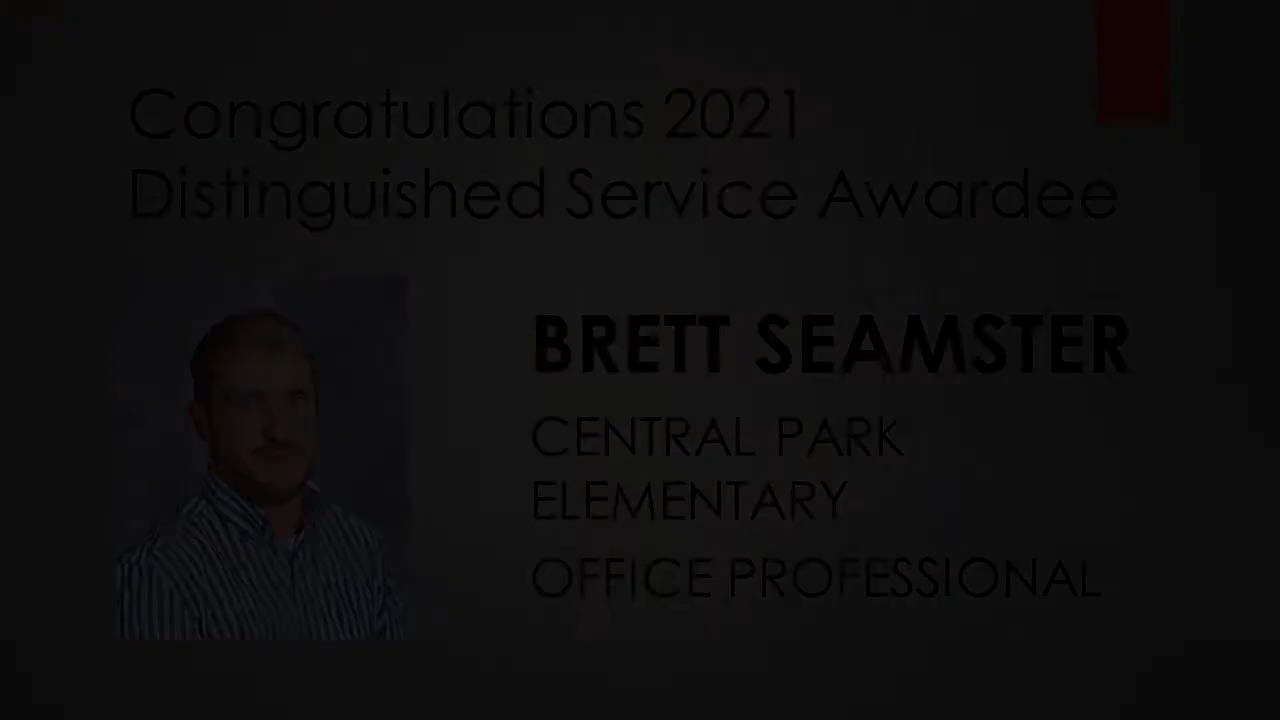 Congratulations 2021
Distinguished Service Awardee
BRETT SEAMSTER
CENTRAL PARK
ELEMENTARY
OFFICE PROFESSIONAL